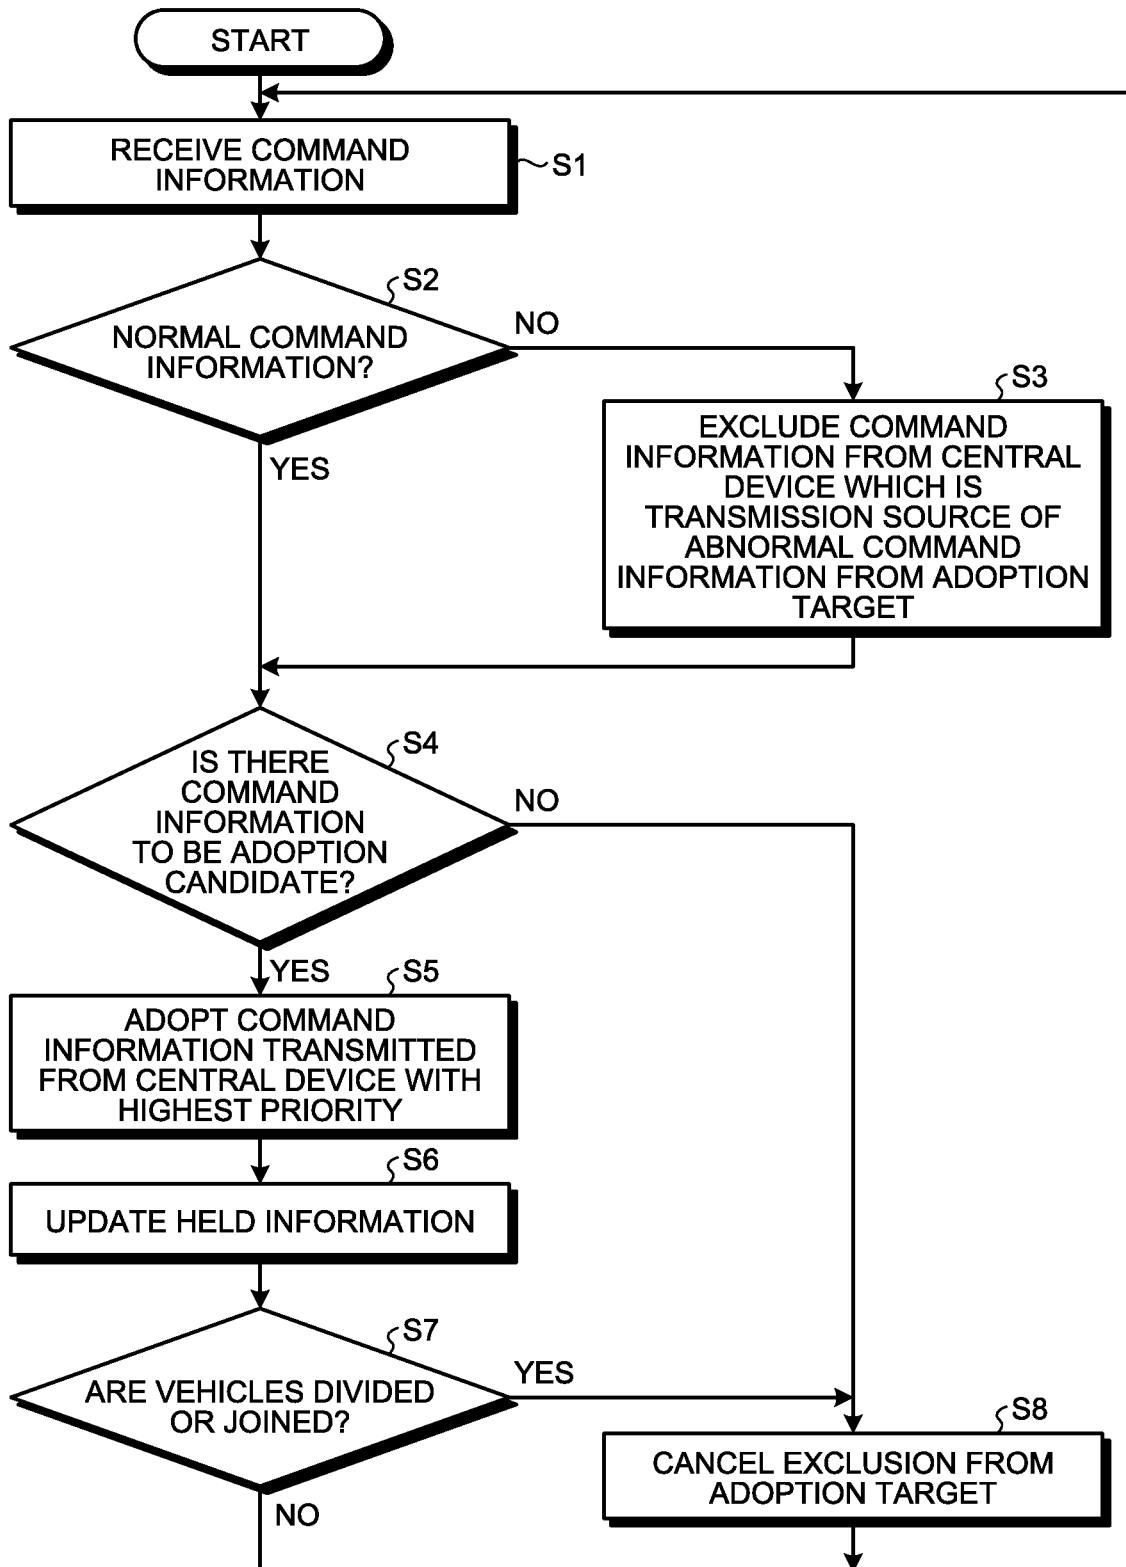 START
RECEIVE COMMAND
INFORMATION
S1
S2
NORMAL COMMAND
INFORMATION?
NO
YES
S3
EXCLUDE COMMAND
INFORMATION FROM CENTRAL
DEVICE WHICH IS
TRANSMISSION SOURCE OF
ABNORMAL COMMAND
INFORMATION FROM ADOPTION
TARGET
S4
IS THERE
COMMAND
INFORMATION
TO BE ADOPTION
CANDIDATE?
NO
YES
S5
ADOPT COMMAND
INFORMATION TRANSMITTED
FROM CENTRAL DEVICE WITH
HIGHEST PRIORITY
S6
UPDATE HELD INFORMATION
S7
ARE VEHICLES DIVIDED
OR JOINED?
YES
NO
S8
CANCEL EXCLUSION FROM
ADOPTION TARGET